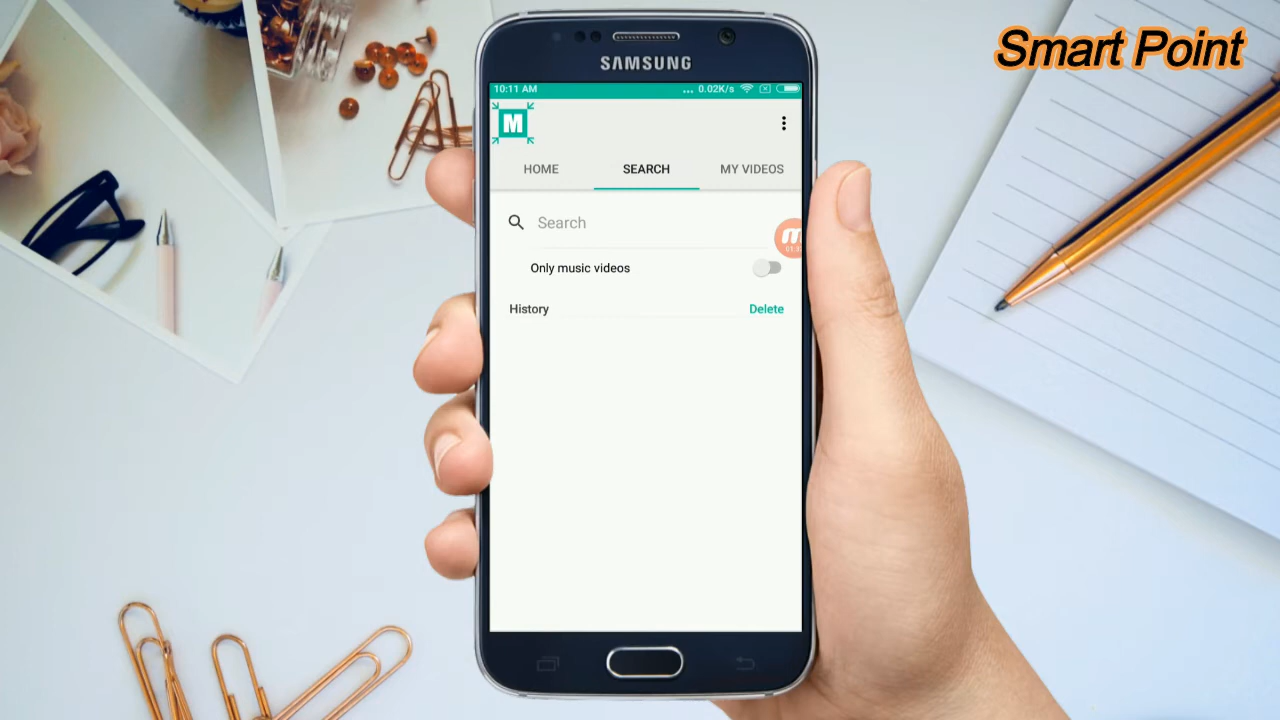 Smart Point
SAMSUNG
10:11 AM ... 0.02K/s
M
HOME SEARCH MY VIDEOS
Search
Only music videos
History Delete